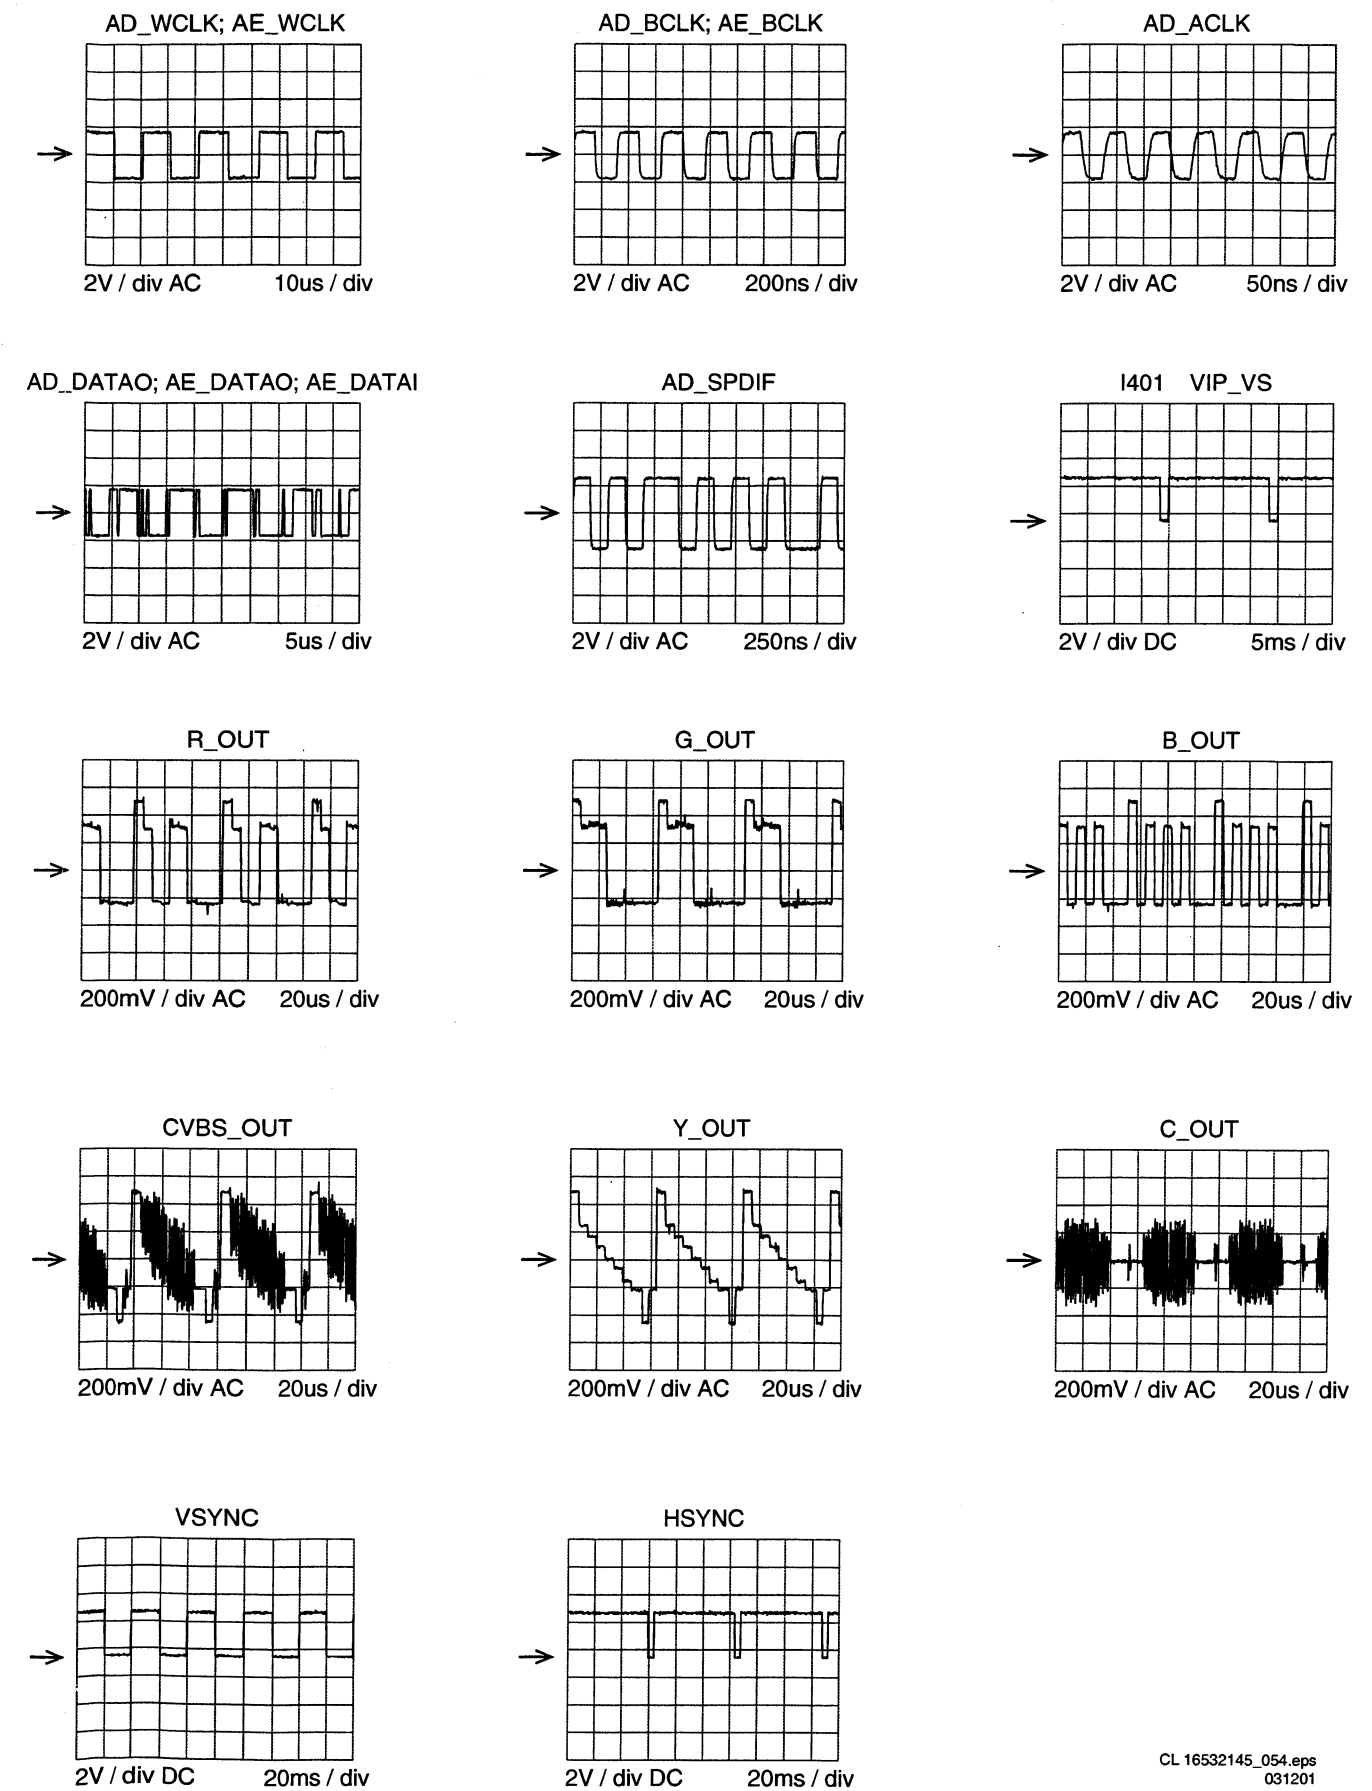 AD_WCLK; AE_WCLK
AD_BCLK; AE_BCLK
AD_ACLK
2V / div AC 10us / div
2V / div AC 200ns / div
2V / div AC 50ns / div
AD_DATAO; AE_DATAO; AE_DATAI
AD_SPDIF
I401 VIP_VS
2V / div AC 5us / div
2V / div AC 250ns / div
2V / div DC 5ms / div
R_OUT
G_OUT
B_OUT
200mV / div AC 20us / div
200mV / div AC 20us / div
200mV / div AC 20us / div
CVBS_OUT
Y_OUT
C_OUT
200mV / div AC 20us / div
200mV / div AC 20us / div
200mV / div AC 20us / div
VSYNC
HSYNC
2V / div DC 20ms / div
2V / div DC 20ms / div
CL 16532145_054.eps
031201